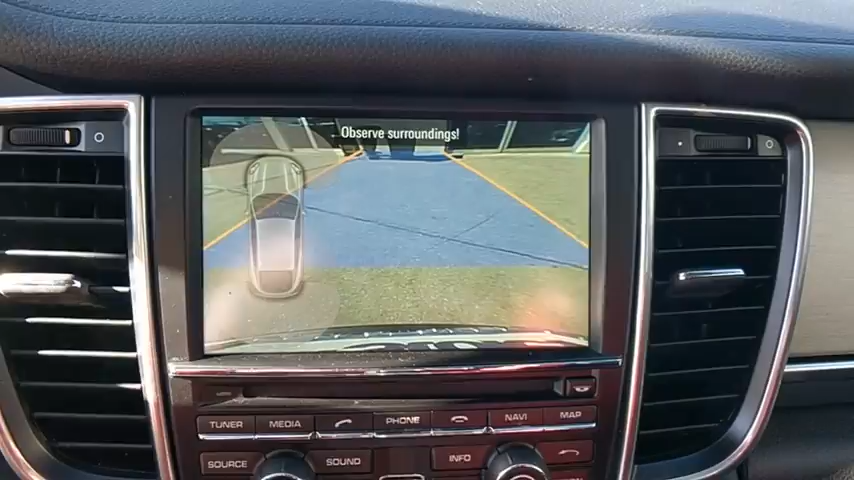 Observe surroundings!
TUNER MEDIA PHONE NAVI MAP
SOURCE SOUND INFO